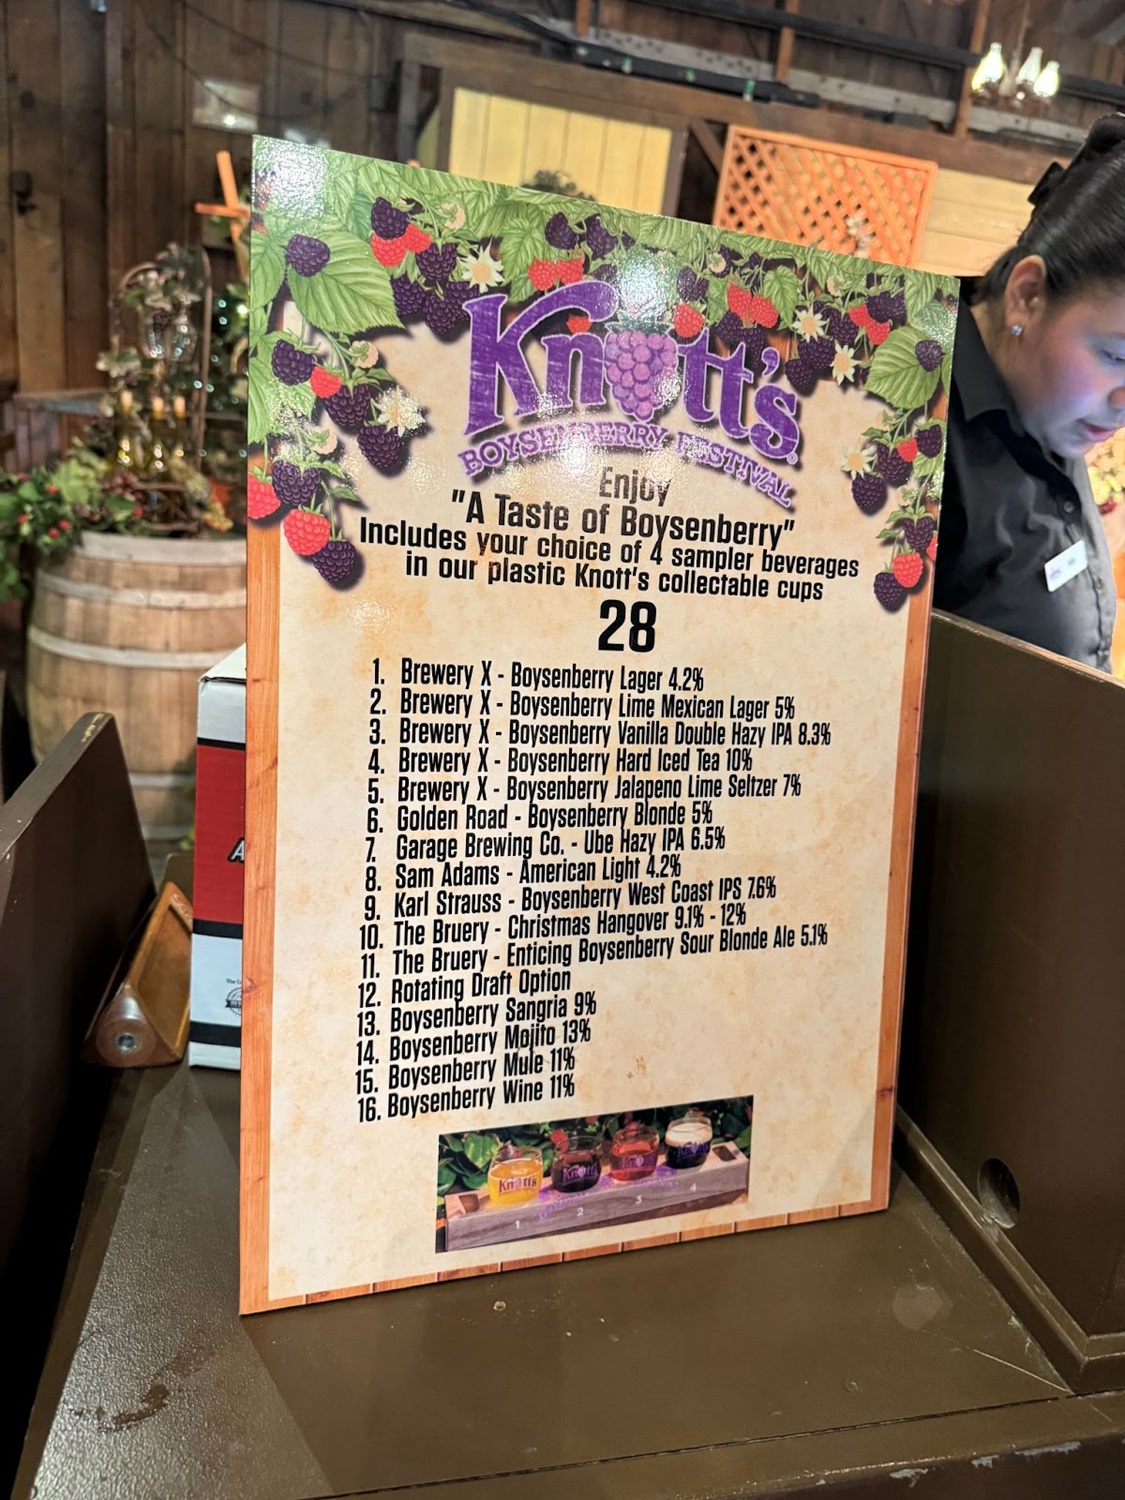 Knott's
BOYSENBERRY FESTIVAL
Enjoy
"A Taste of Boysenberry"
Includes your choice of 4 sampler beverages
in our plastic Knott's collectable cups
28
1. Brewery X - Boysenberry Lager 4.2%
2. Brewery X - Boysenberry Lime Mexican Lager 5%
3. Brewery X - Boysenberry Vanilla Double Hazy IPA 8.3%
4. Brewery X - Boysenberry Hard Iced Tea 10%
5. Brewery X - Boysenberry Jalapeno Lime Seltzer 7%
6. Golden Road - Boysenberry Blonde 5%
7. Garage Brewing Co. - Ube Hazy IPA 6.5%
8. Sam Adams - American Light 4.2%
9. Karl Strauss - Boysenberry West Coast IPS 7.6%
10. The Bruery - Christmas Hangover 9.1% - 12%
11. The Bruery - Enticing Boysenberry Sour Blonde Ale 5.1%
12. Rotating Draft Option
13. Boysenberry Sangria 9%
14. Boysenberry Mojito 13%
15. Boysenberry Mule 11%
16. Boysenberry Wine 11%
Knott's Knott's Knott's Knott's
1 2 3 4